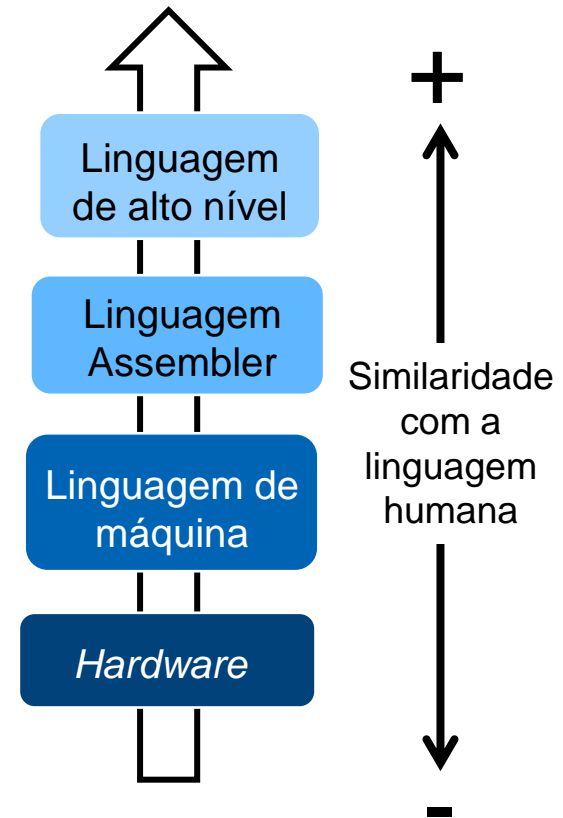 +
Linguagem
de alto nível
Linguagem
Assembler
Similaridade
com a
linguagem
humana
Linguagem de
máquina
Hardware
-